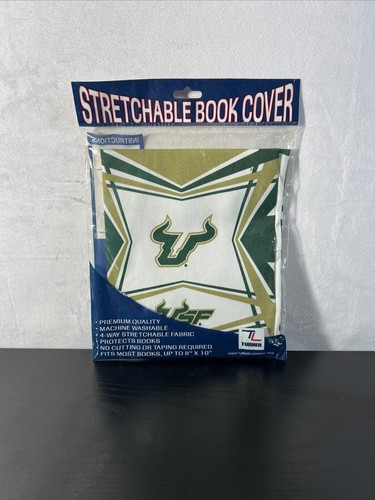 STRETCHABLE BOOK COVER
INSTRUCTIONS
USF
• PREMIUM QUALITY
• MACHINE WASHABLE
• 4-WAY STRETCHABLE FABRIC
• PROTECTS BOOKS
• NO CUTTING OR TAPING REQUIRED
• FITS MOST BOOKS, UP TO 8" X 10"
TURNER